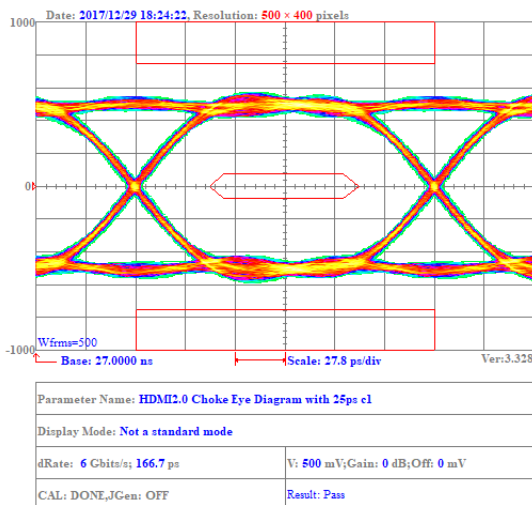 Date: 2017/12/29 18:24:22, Resolution: 500 × 400 pixels
1000
0
-1000
Wfrms=500
Base: 27.0000 ns
Scale: 27.8 ps/div
Ver:3.328
Parameter Name: HDMI2.0 Choke Eye Diagram with 25ps c1
Display Mode: Not a standard mode
dRate: 6 Gbits/s; 166.7 ps
V: 500 mV;Gain: 0 dB;Off: 0 mV
CAL: DONE,JGen: OFF
Result: Pass